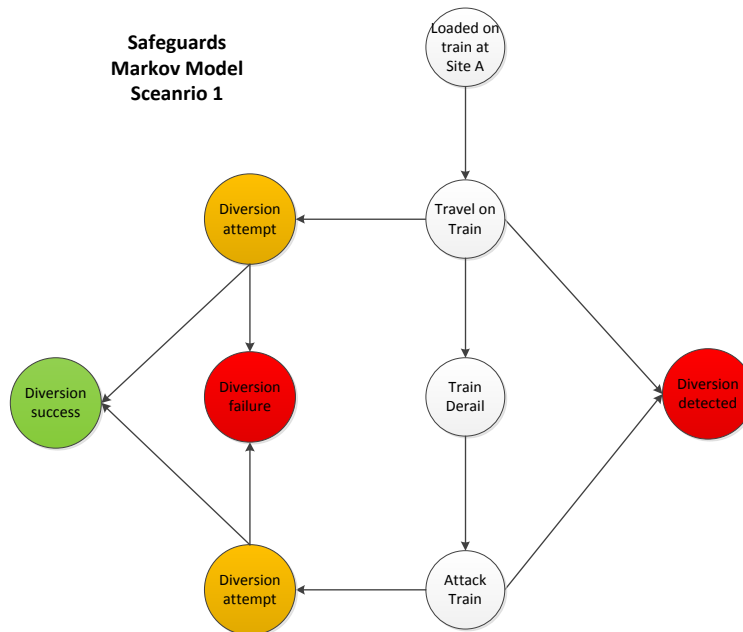 Safeguards
Markov Model
Sceanrio 1
Loaded on
train at
Site A
Diversion
attempt
Travel on
Train
Diversion
success
Diversion
failure
Train
Derail
Diversion
detected
Diversion
attempt
Attack
Train